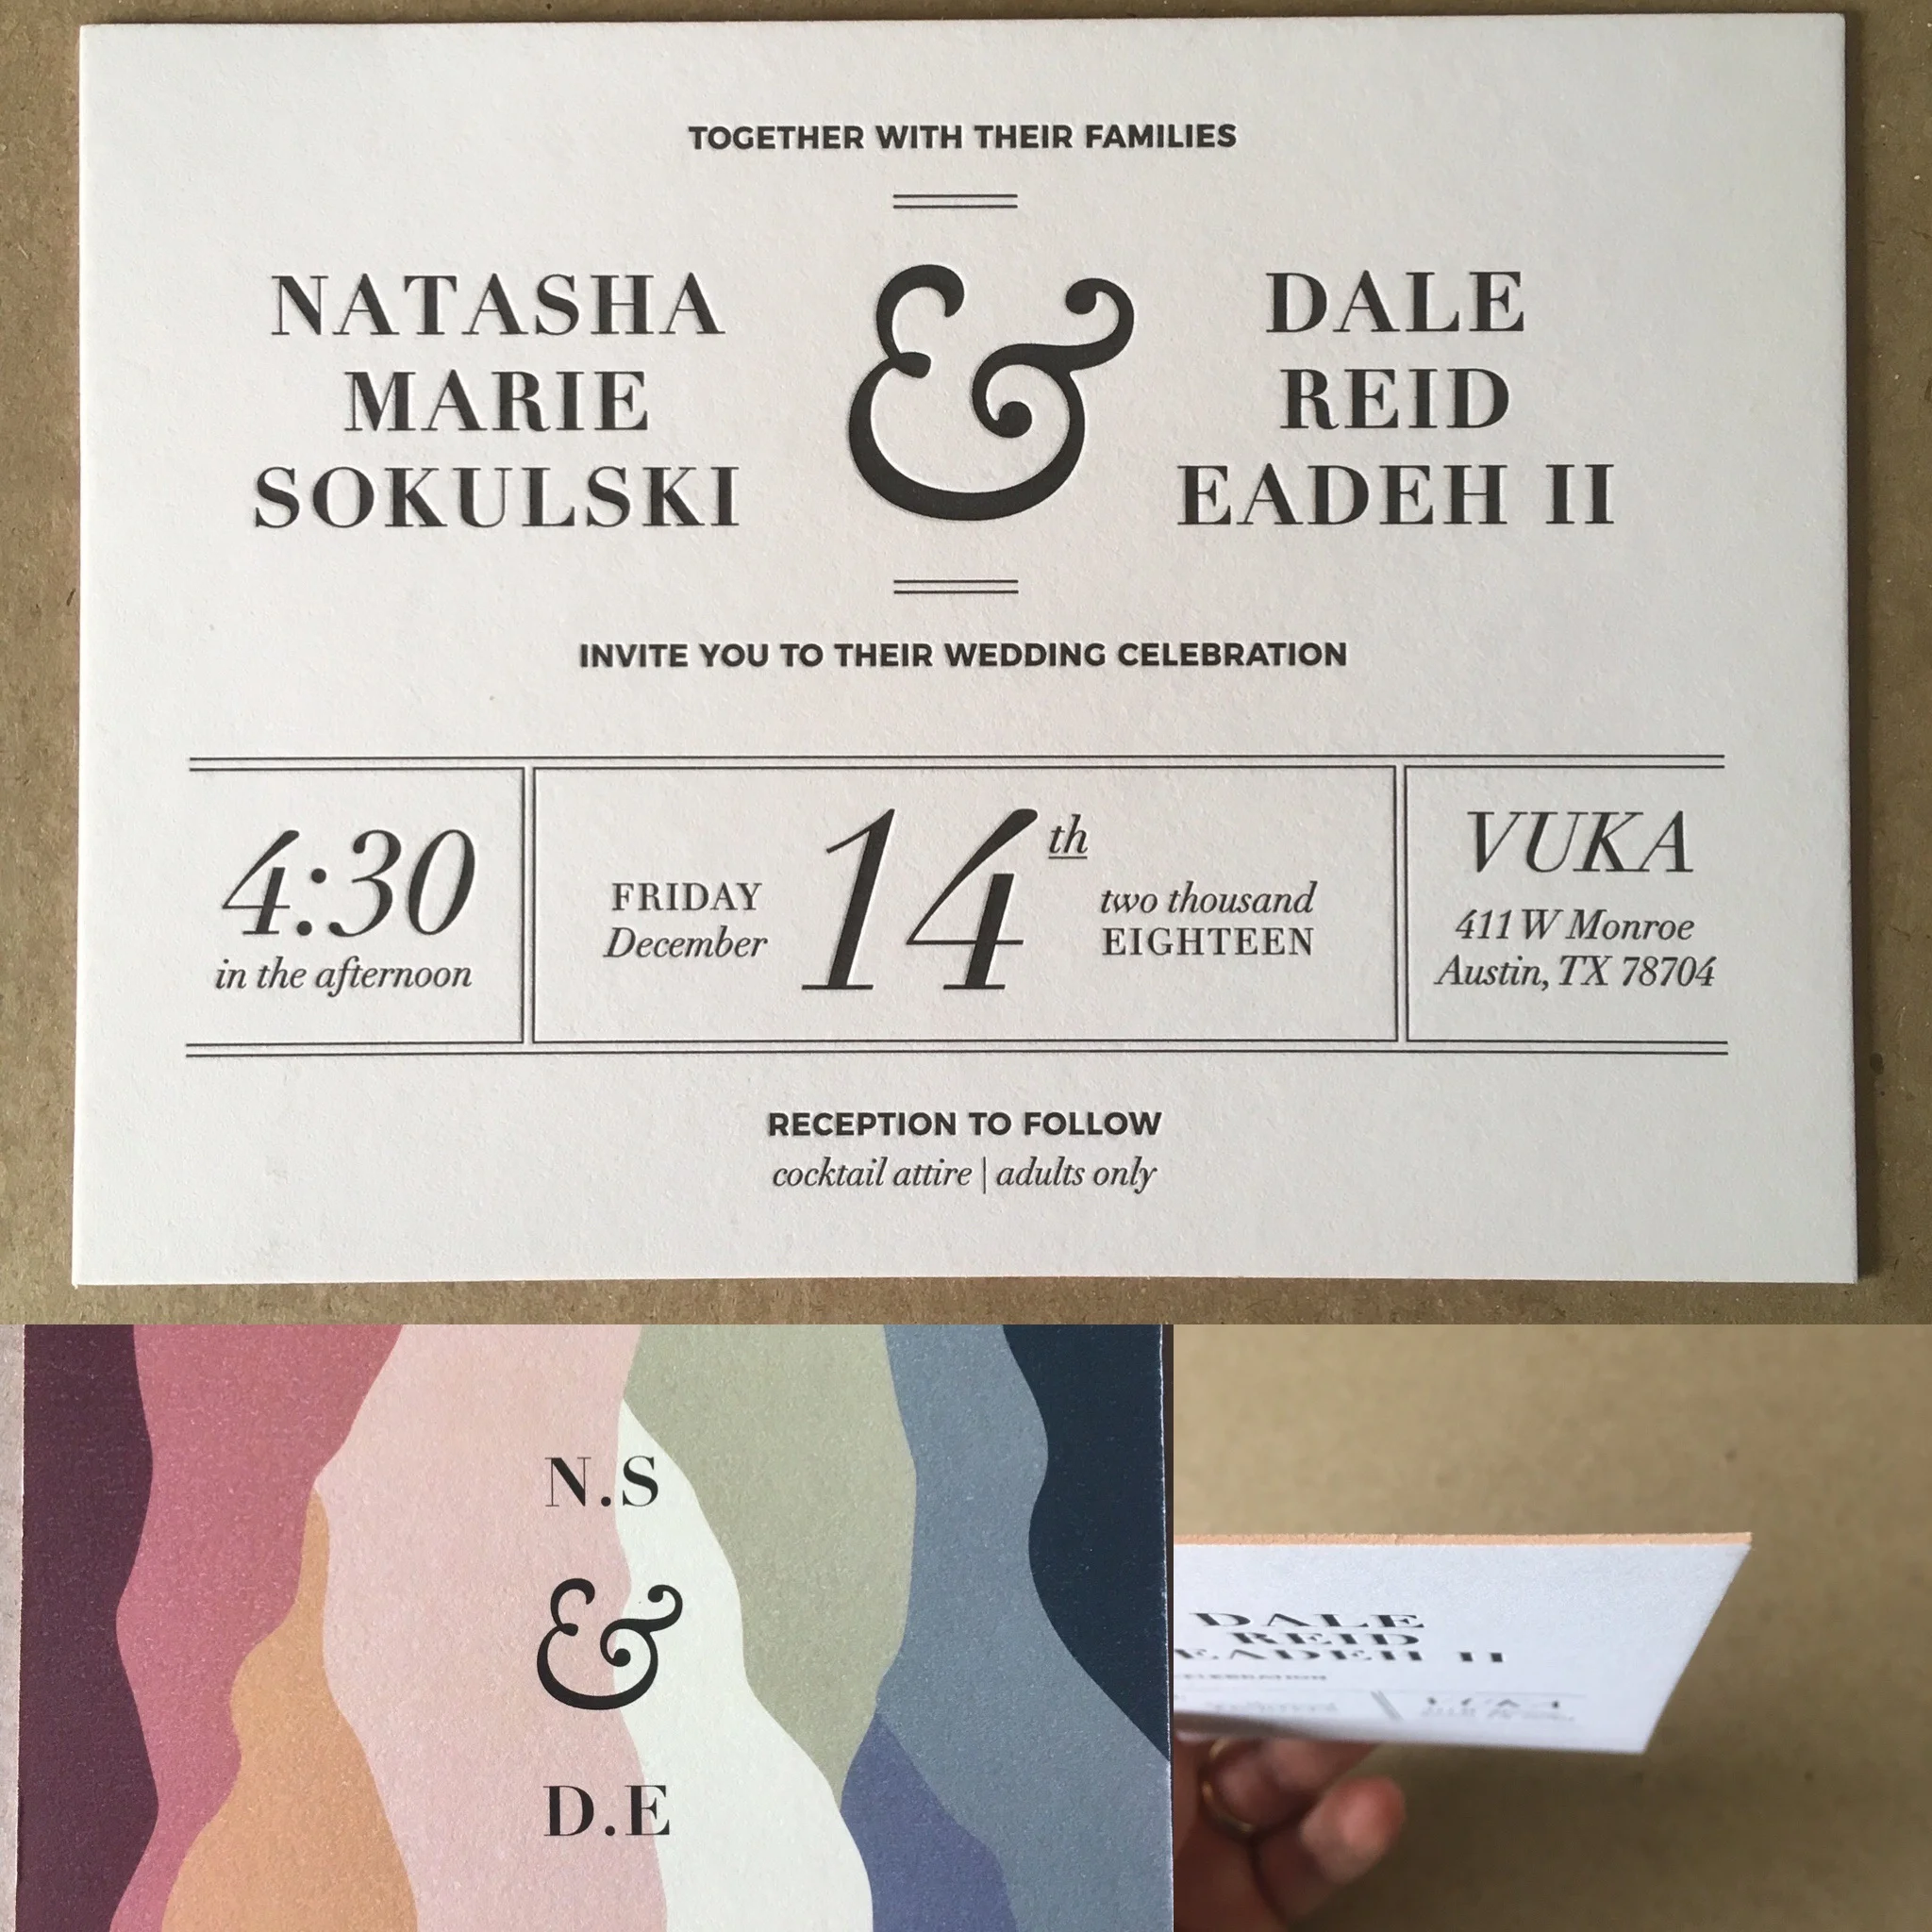 TOGETHER WITH THEIR FAMILIES
NATASHA
MARIE
SOKULSKI
&
DALE
REID
EADEH II
INVITE YOU TO THEIR WEDDING CELEBRATION
4:30
in the afternoon
FRIDAY
December
14th
two thousand
EIGHTEEN
VUKA
411 W Monroe
Austin, TX 78704
RECEPTION TO FOLLOW
cocktail attire | adults only
N.S
&
D.E
DALE
REID
EADEH II
VUKA